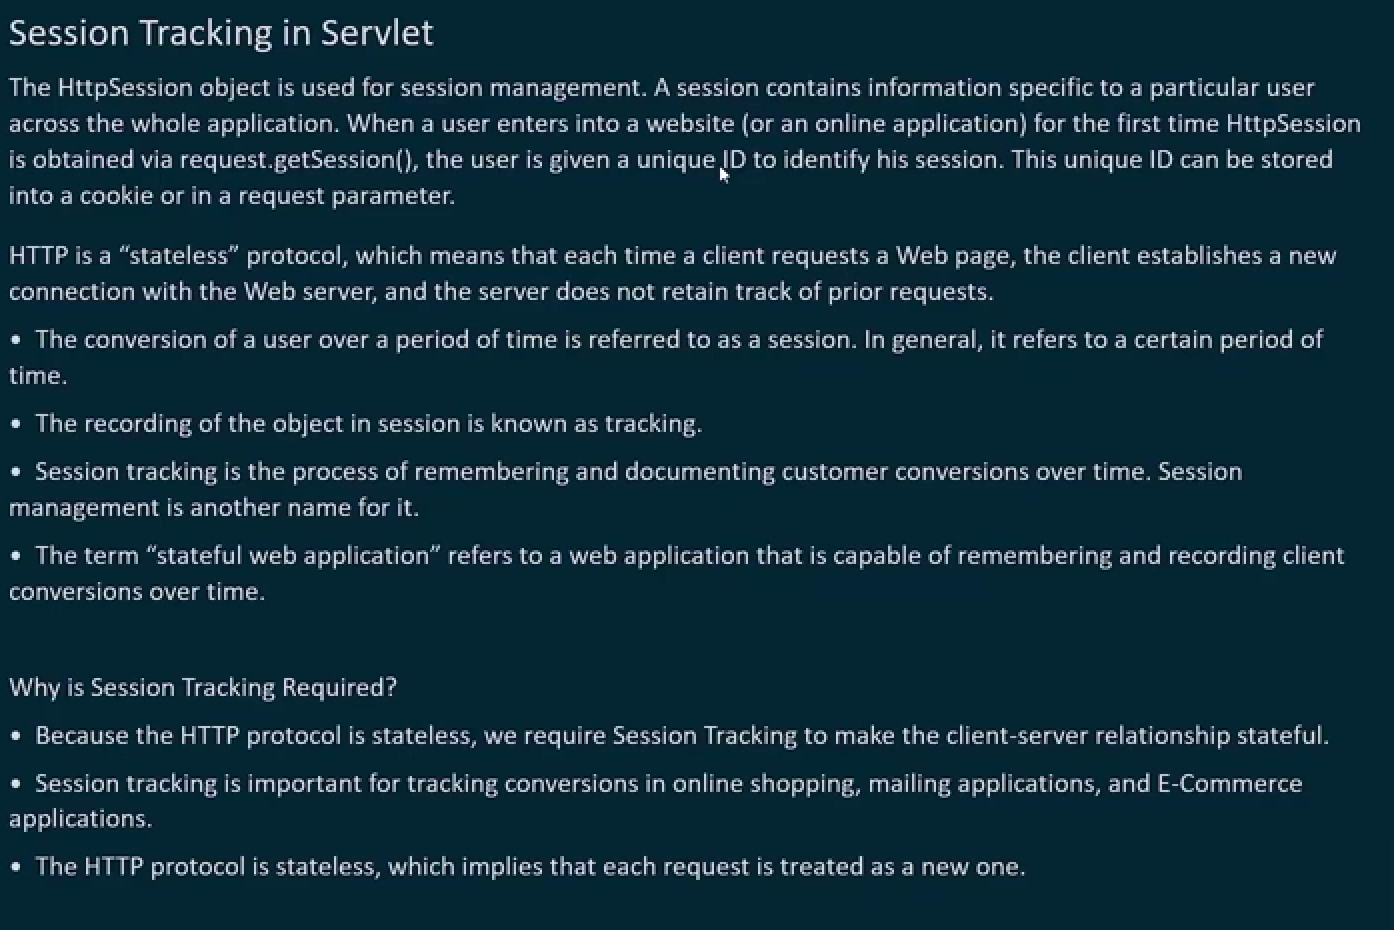 Session Tracking in Servlet
The HttpSession object is used for session management. A session contains information specific to a particular user
across the whole application. When a user enters into a website (or an online application) for the first time HttpSession
is obtained via request.getSession(), the user is given a unique ID to identify his session. This unique ID can be stored
into a cookie or in a request parameter.
HTTP is a “stateless” protocol, which means that each time a client requests a Web page, the client establishes a new
connection with the Web server, and the server does not retain track of prior requests.
• The conversion of a user over a period of time is referred to as a session. In general, it refers to a certain period of
time.
• The recording of the object in session is known as tracking.
• Session tracking is the process of remembering and documenting customer conversions over time. Session
management is another name for it.
• The term “stateful web application” refers to a web application that is capable of remembering and recording client
conversions over time.
Why is Session Tracking Required?
• Because the HTTP protocol is stateless, we require Session Tracking to make the client-server relationship stateful.
• Session tracking is important for tracking conversions in online shopping, mailing applications, and E-Commerce
applications.
• The HTTP protocol is stateless, which implies that each request is treated as a new one.